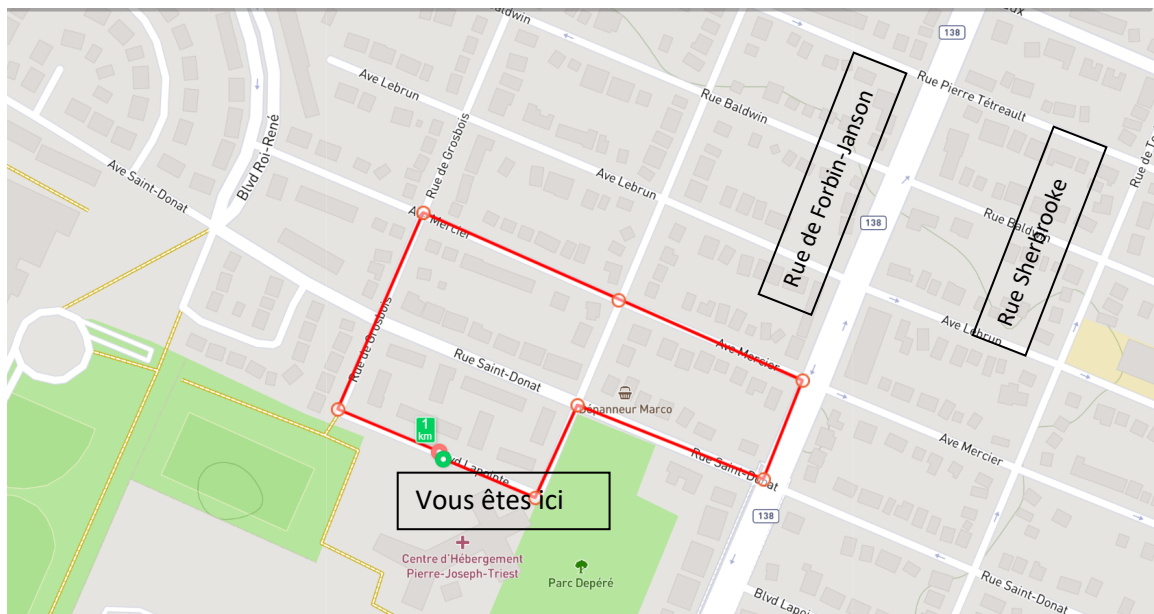 Baldwin
138
Rue Pierre Tétreault
Ave Lebrun
Rue Baldwin
Rue de Forbin-Janson
Rue Sherbrooke
Rue de
Ave Saint-Donat
Blvd Roi-René
Rue de Grosbois
Ave Lebrun
138
Rue Baldwin
Ave Mercier
Ave Lebrun
Rue de Grosbois
Ave Mercier
Rue Saint-Donat
Dépanneur Marco
Ave Mercier
1
km
Blvd Lapointe
Rue Saint-Donat
Vous êtes ici
138
Centre d'Hébergement
Pierre-Joseph-Triest
Parc Depéré
Rue Saint-Donat
Blvd Lapoi